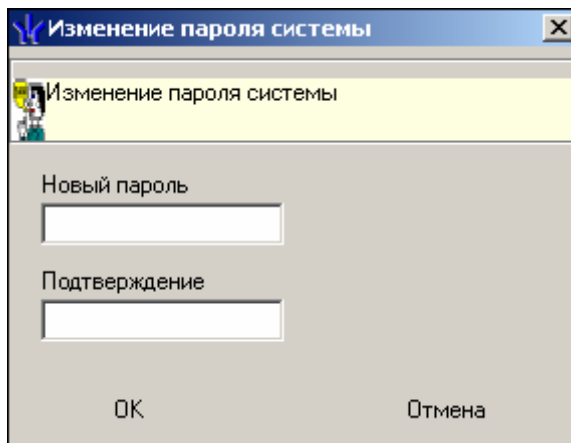 Изменение пароля системы
Изменение пароля системы
Новый пароль
Подтверждение
OK
Отмена